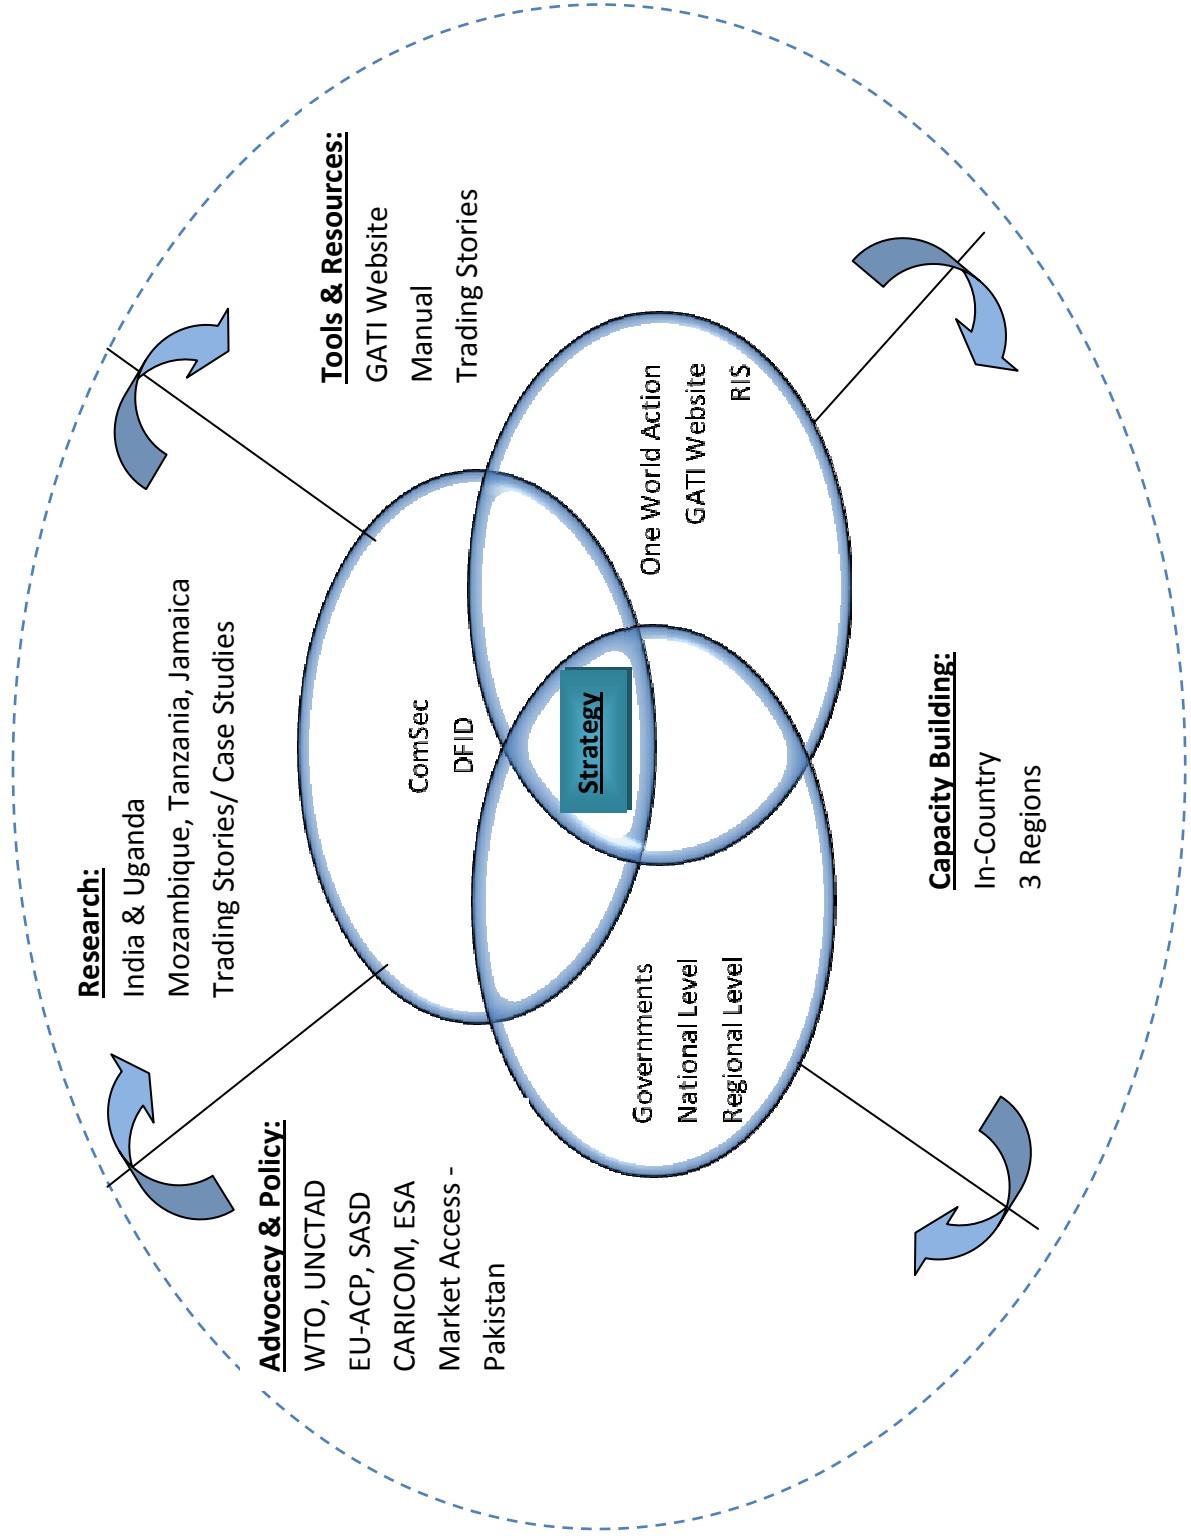 Research:
India & Uganda
Mozambique, Tanzania, Jamaica
Trading Stories/ Case Studies
Advocacy & Policy:
WTO, UNCTAD
EU-ACP, SASD
CARICOM, ESA
Market Access -
Pakistan
Tools & Resources:
GATI Website
Manual
Trading Stories
ComSec
DFID
Strategy
Governments
National Level
Regional Level
One World Action
GATI Website
RIS
Capacity Building:
In-Country
3 Regions